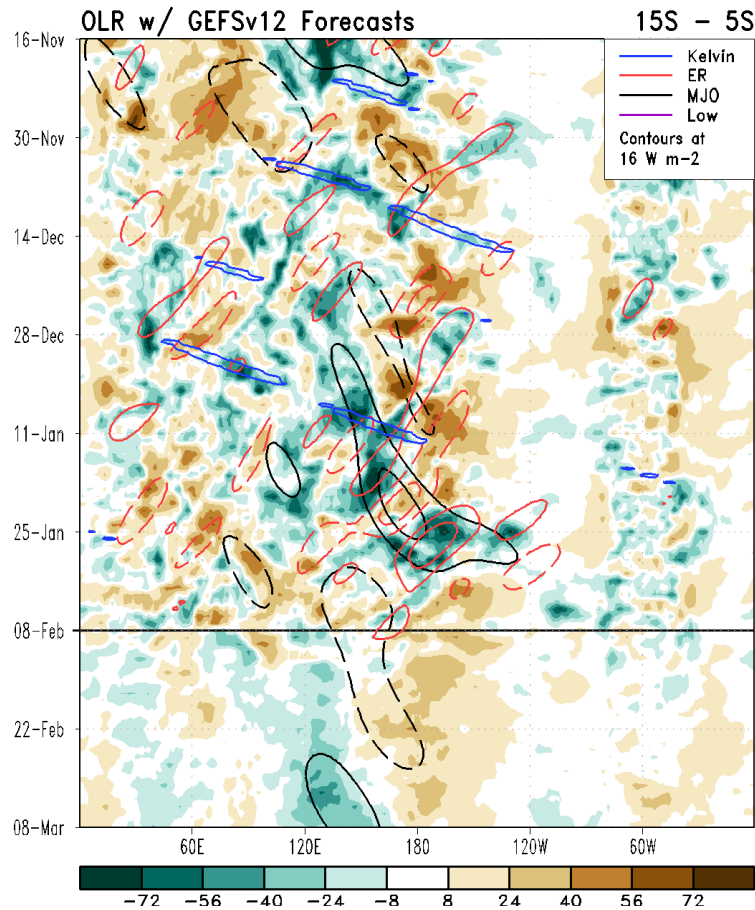 OLR w/ GEFSv12 Forecasts 15S - 5S
16-Nov
30-Nov
14-Dec
28-Dec
11-Jan
25-Jan
08-Feb
22-Feb
08-Mar
Kelvin
ER
MJO
Low
Contours at
16 W m-2
60E 120E 180 120W 60W
-72 -56 -40 -24 -8 8 24 40 56 72